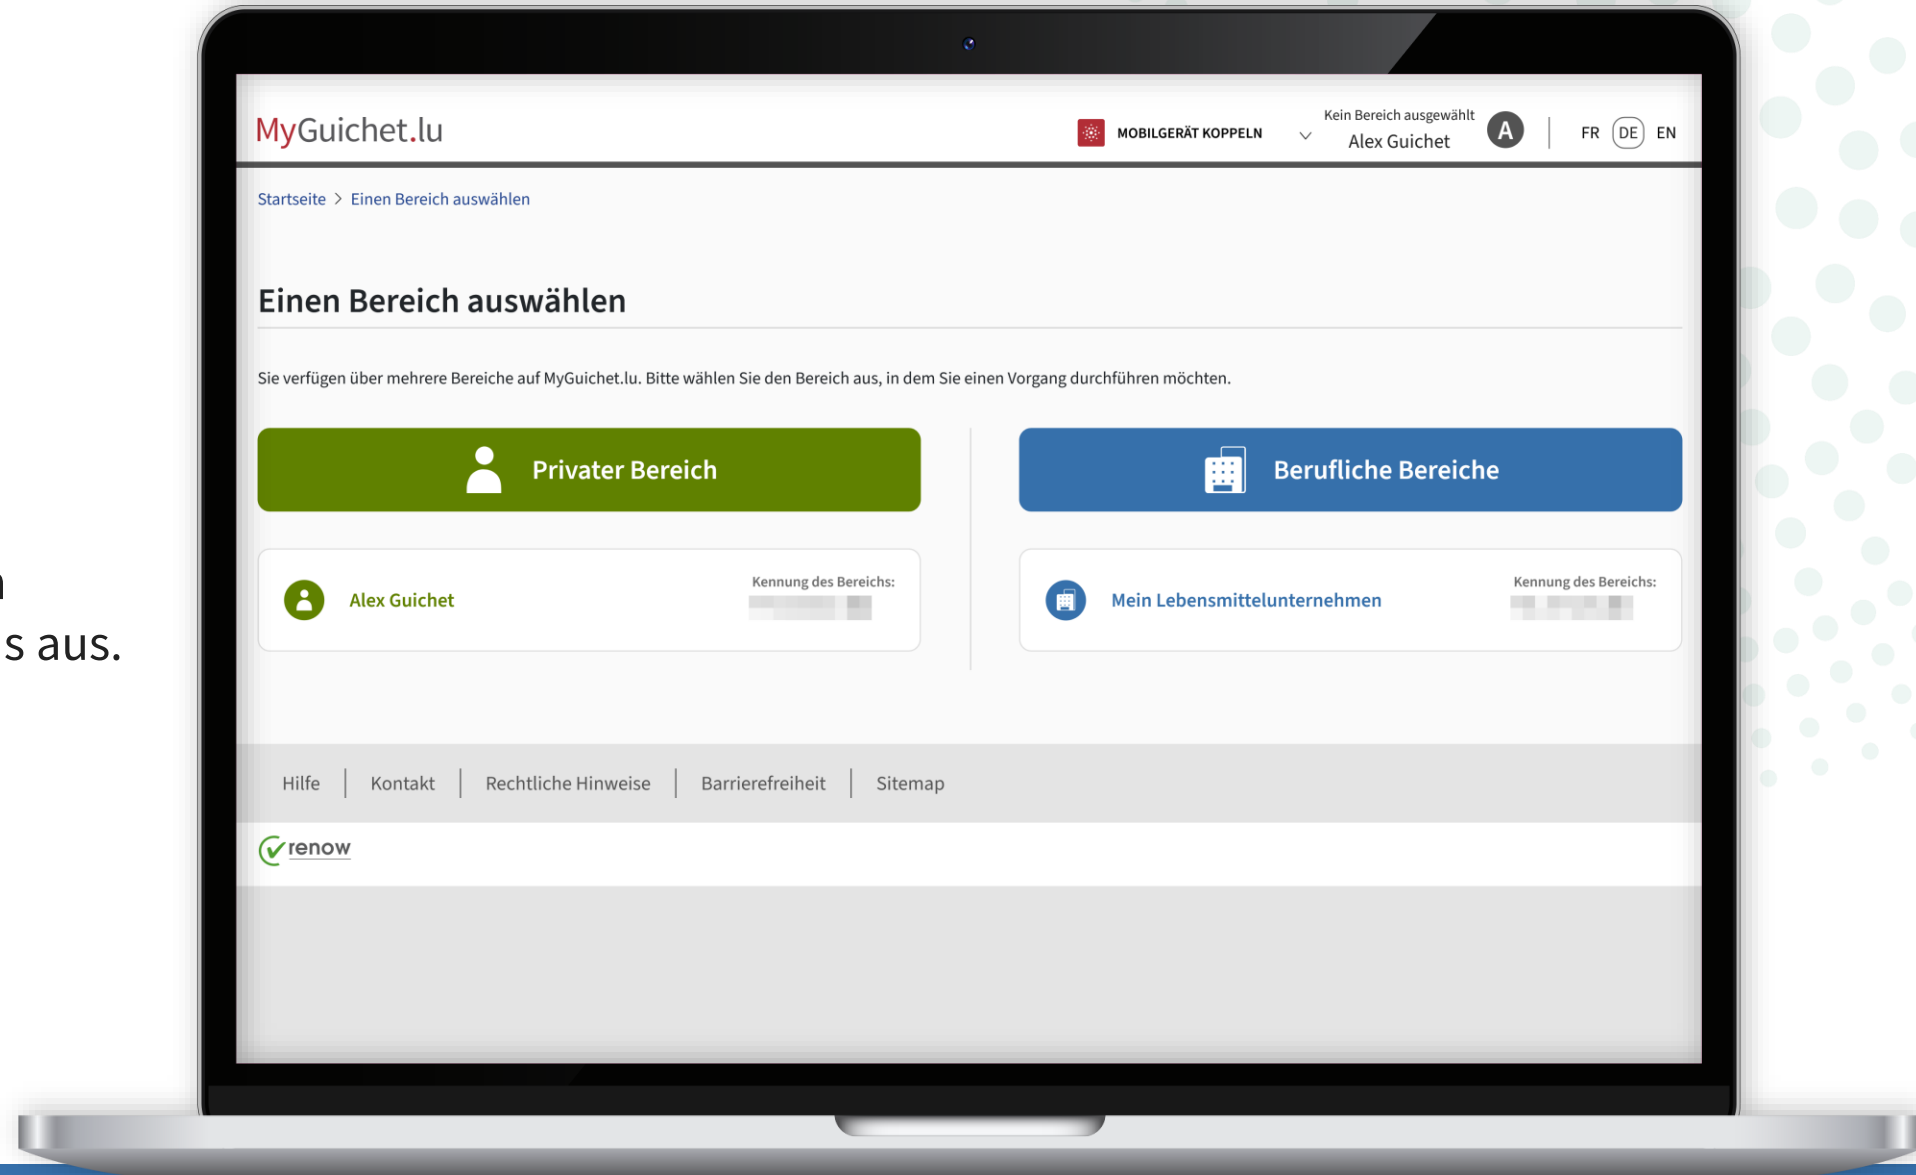 MyGuichet.lu
MOBILGERÄT KOPPELN
Kein Bereich ausgewählt
Alex Guichet
A
FR DE EN
Startseite > Einen Bereich auswählen
Einen Bereich auswählen
Sie verfügen über mehrere Bereiche auf MyGuichet.lu. Bitte wählen Sie den Bereich aus, in dem Sie einen Vorgang durchführen möchten.
Privater Bereich
Berufliche Bereiche
Alex Guichet
Kennung des Bereichs:
Mein Lebensmittelunternehmen
Kennung des Bereichs:
s aus.
Hilfe | Kontakt | Rechtliche Hinweise | Barrierefreiheit | Sitemap
renow